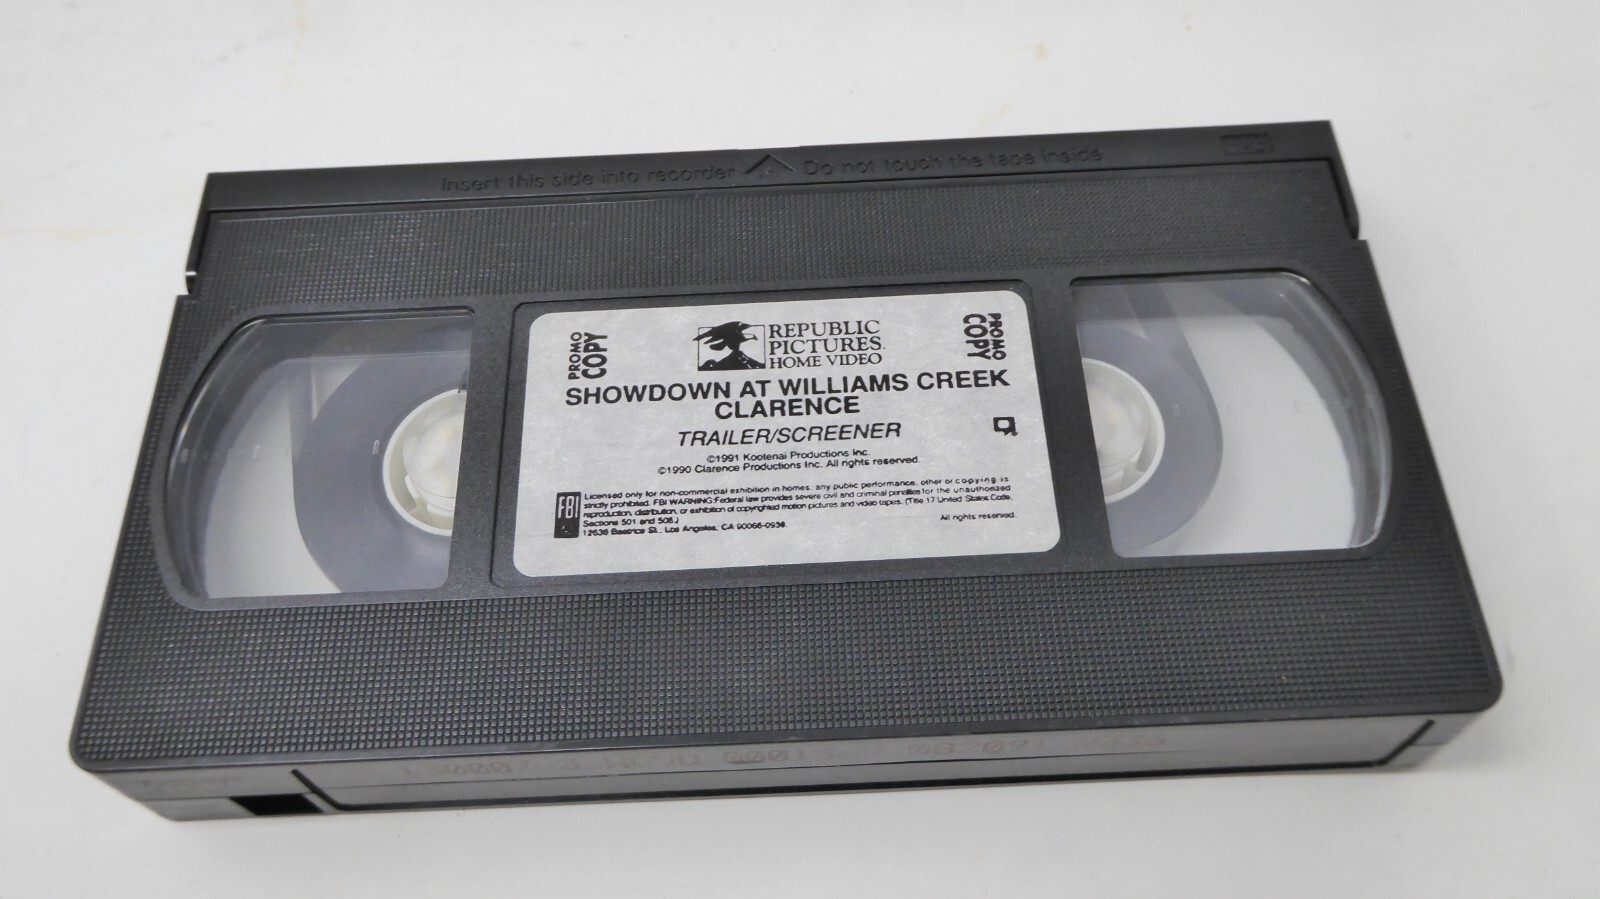 Insert this side into recorder Do not touch the tape inside
VHS
PROMO COPY
REPUBLIC
PICTURES
HOME VIDEO
PROMO COPY
SHOWDOWN AT WILLIAMS CREEK
CLARENCE
TRAILER/SCREENER
©1991 Kootenai Productions Inc.
©1990 Clarence Productions Inc. All rights reserved.
FBI
Licensed only for non-commercial exhibition in homes, any public performance, other or copying is
strictly prohibited. FBI WARNING:Federal law provides severe civil and criminal penalties for the unauthorized
reproduction, distribution, or exhibition of copyrighted motion pictures and video tapes. (Title 17 United States Code,
Sections 501 and 506.)
12636 Beatrice St., Los Angeles, CA 90066-0930
All rights reserved.